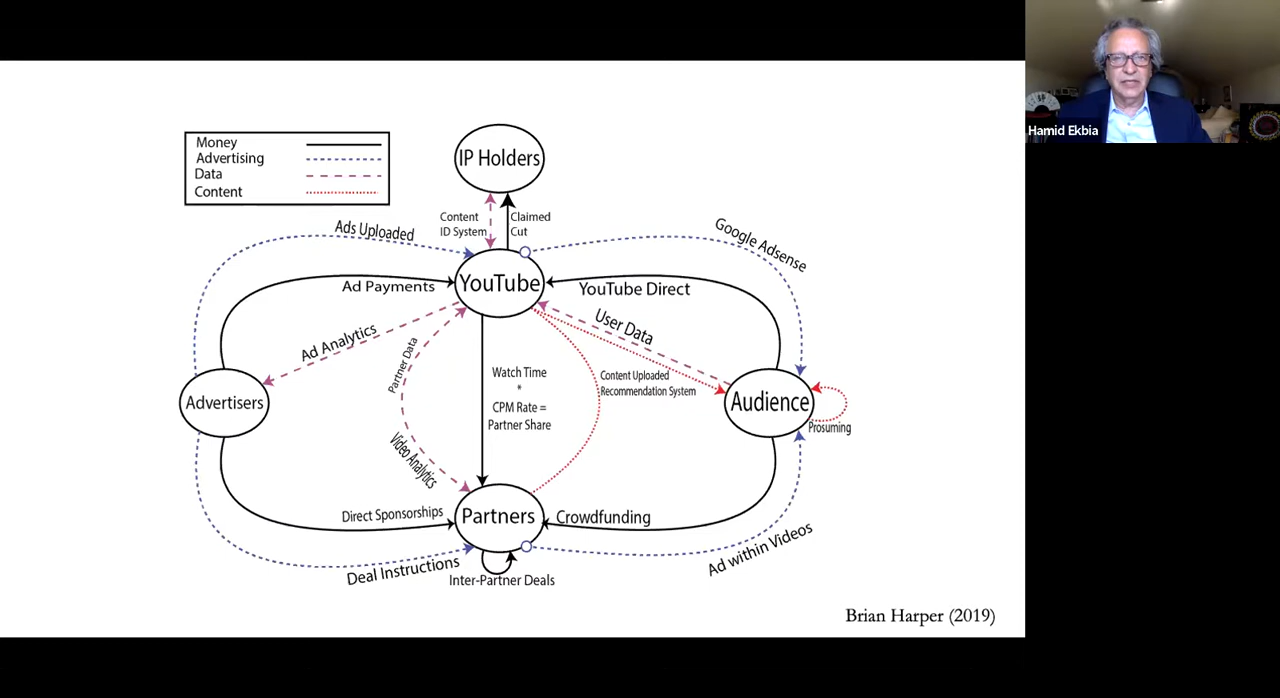 Hamid Ekbia
Money
Advertising
Data
Content
IP Holders
Content
ID System
Claimed
Cut
Ads Uploaded
Google Adsense
YouTube
Ad Payments
YouTube Direct
Ad Analytics
User Data
Partner Data
Watch Time
*
CPM Rate =
Partner Share
Content Uploaded
Recommendation System
Advertisers
Audience
Prosuming
Video Analytics
Direct Sponsorships
Partners
Crowdfunding
Deal Instructions
Inter-Partner Deals
Ad within Videos
Brian Harper (2019)